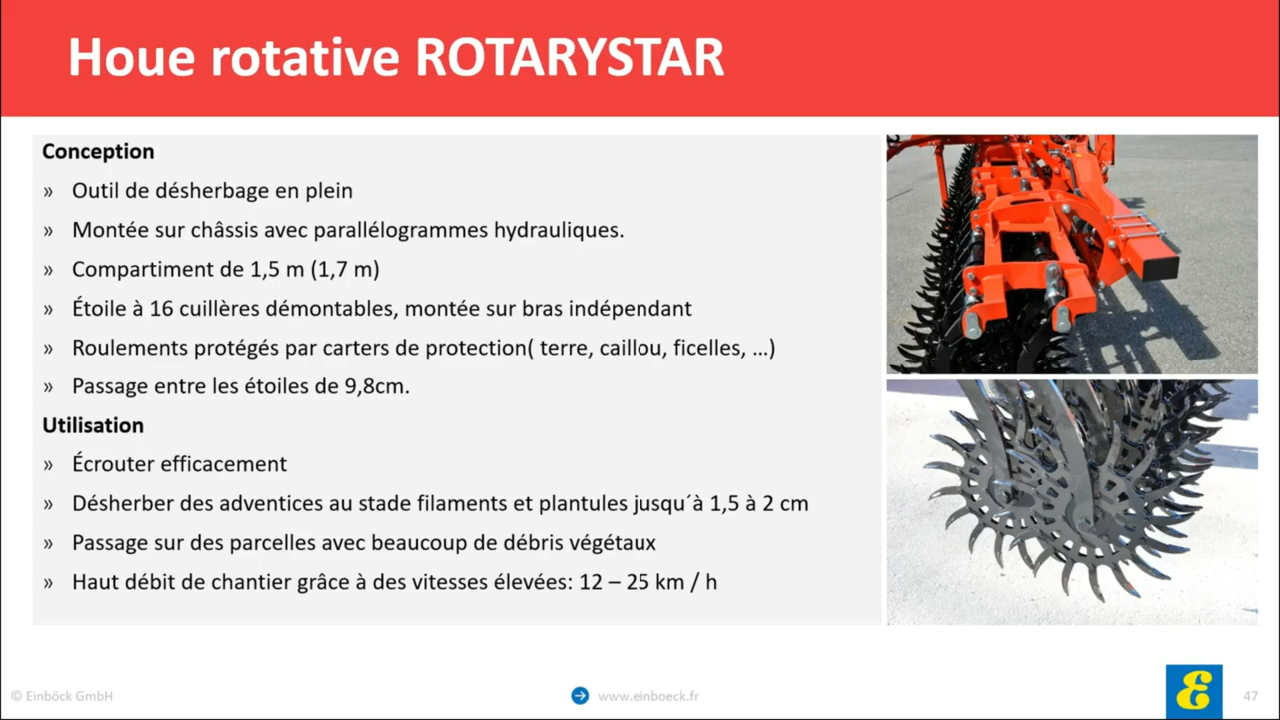 Houe rotative ROTARYSTAR
Conception
» Outil de désherbage en plein
» Montée sur châssis avec parallélogrammes hydrauliques.
» Compartiment de 1,5 m (1,7 m)
» Étoile à 16 cuillères démontables, montée sur bras indépendant
» Roulements protégés par carters de protection( terre, caillou, ficelles, …)
» Passage entre les étoiles de 9,8cm.
Utilisation
» Écrouter efficacement
» Désherber des adventices au stade filaments et plantules jusqu´à 1,5 à 2 cm
» Passage sur des parcelles avec beaucoup de débris végétaux
» Haut débit de chantier grâce à des vitesses élevées: 12 – 25 km / h
© Einböck GmbH
www.einboeck.fr
E
47